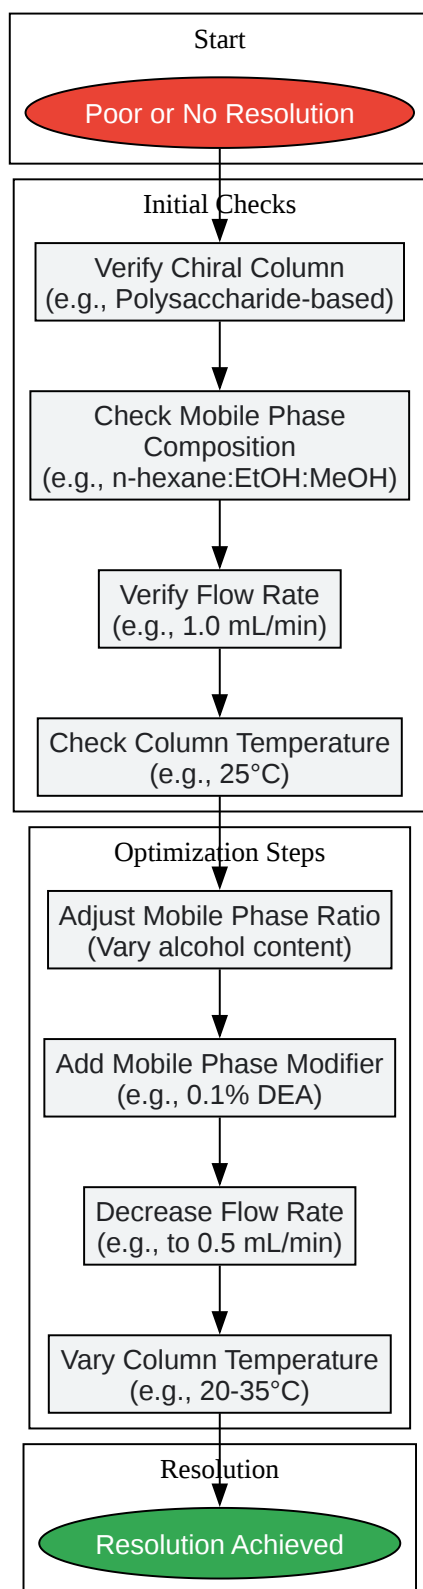 Start
Poor or No Resolution
Initial Checks
Verify Chiral Column
(e.g., Polysaccharide-based)
Check Mobile Phase
Composition
(e.g., n-hexane:EtOH:MeOH)
Verify Flow Rate
(e.g., 1.0 mL/min)
Check Column Temperature
(e.g., 25°C)
Optimization Steps
Adjust Mobile Phase Ratio
(Vary alcohol content)
Add Mobile Phase Modifier
(e.g., 0.1% DEA)
Decrease Flow Rate
(e.g., to 0.5 mL/min)
Vary Column Temperature
(e.g., 20-35°C)
Resolution
Resolution Achieved